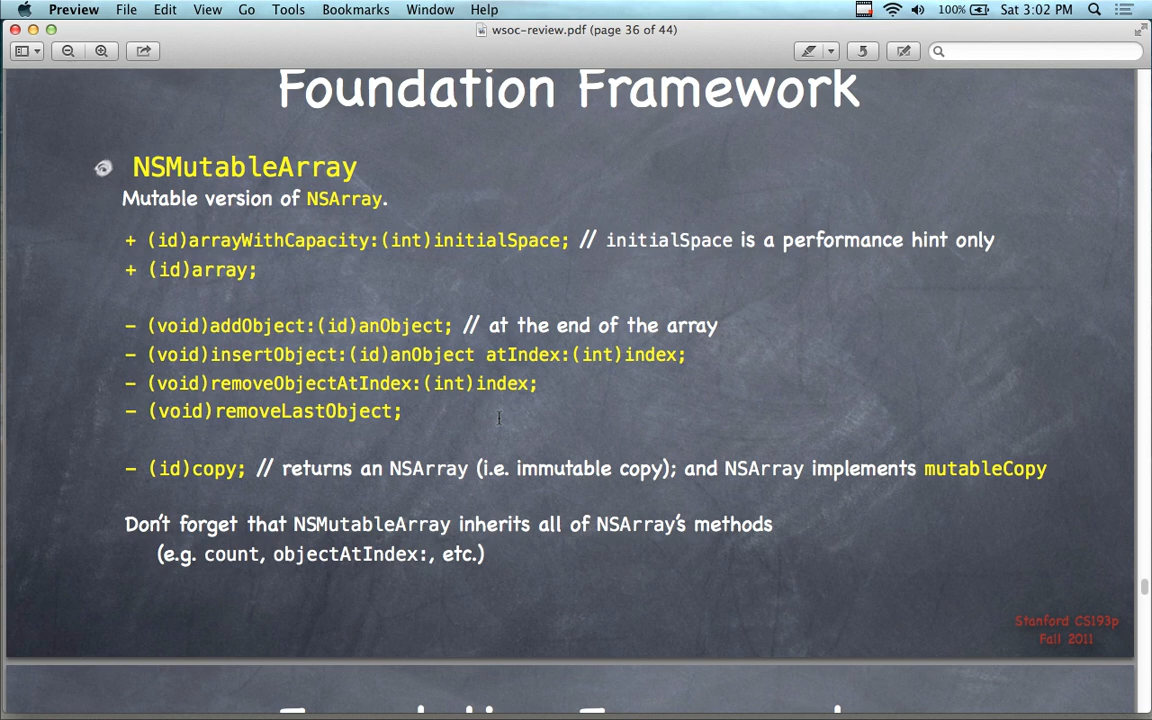 Preview File Edit View Go Tools Bookmarks Window Help 100% Sat 3:02 PM
wsoc-review.pdf (page 36 of 44)
Foundation Framework
NSMutableArray
Mutable version of NSArray.
+ (id)arrayWithCapacity:(int)initialSpace; // initialSpace is a performance hint only
+ (id)array;
- (void)addObject:(id)anObject; // at the end of the array
- (void)insertObject:(id)anObject atIndex:(int)index;
- (void)removeObjectAtIndex:(int)index;
- (void)removeLastObject;
- (id)copy; // returns an NSArray (i.e. immutable copy); and NSArray implements mutableCopy
Don't forget that NSMutableArray inherits all of NSArray's methods
(e.g. count, objectAtIndex:, etc.)
Stanford CS193p
Fall 2011
Foundation Framework